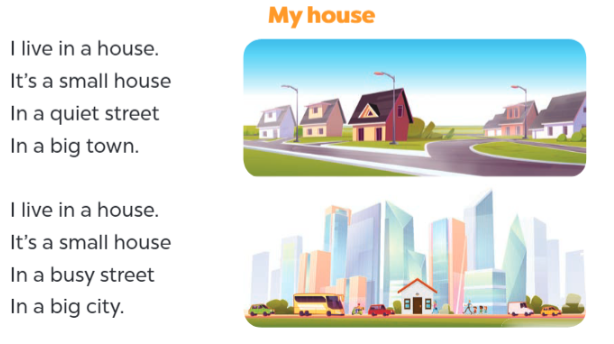 My house
I live in a house.
It's a small house
In a quiet street
In a big town.
I live in a house.
It's a small house
In a busy street
In a big city.